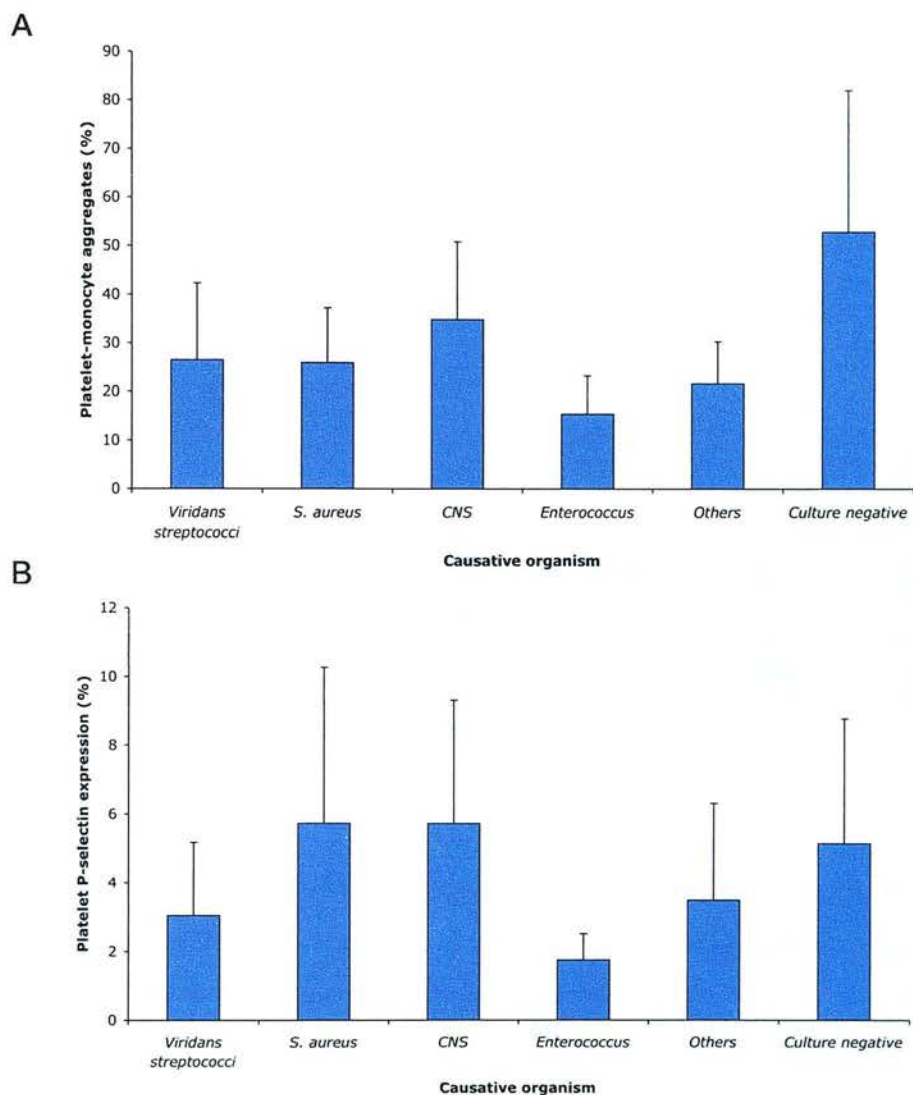 A
Platelet-monocyte aggregates (%)
90
80
70
60
50
40
30
20
10
0
Viridans streptococci
S. aureus
CNS
Enterococcus
Others
Culture negative
Causative organism
B
Platelet P-selectin expression (%)
12
10
8
6
4
2
0
Viridans streptococci
S. aureus
CNS
Enterococcus
Others
Culture negative
Causative organism